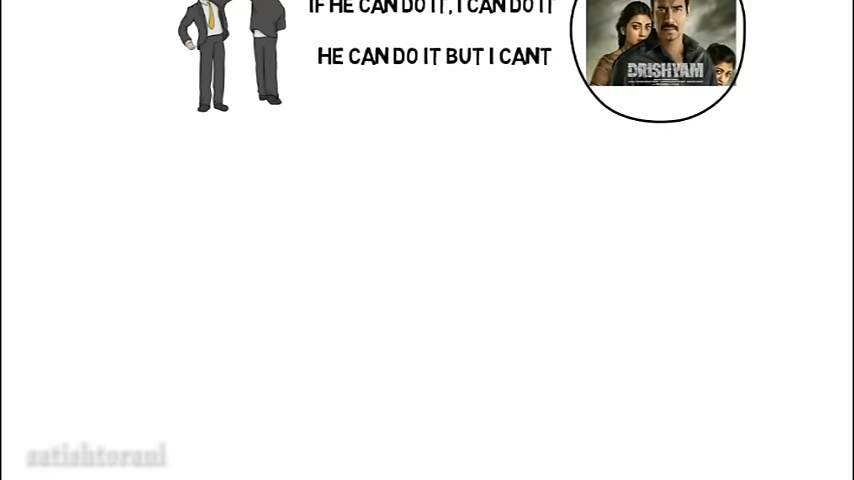 IF HE CAN DO IT, I CAN DO IT
HE CAN DO IT BUT I CANT
DRISHYAM
satishtorani